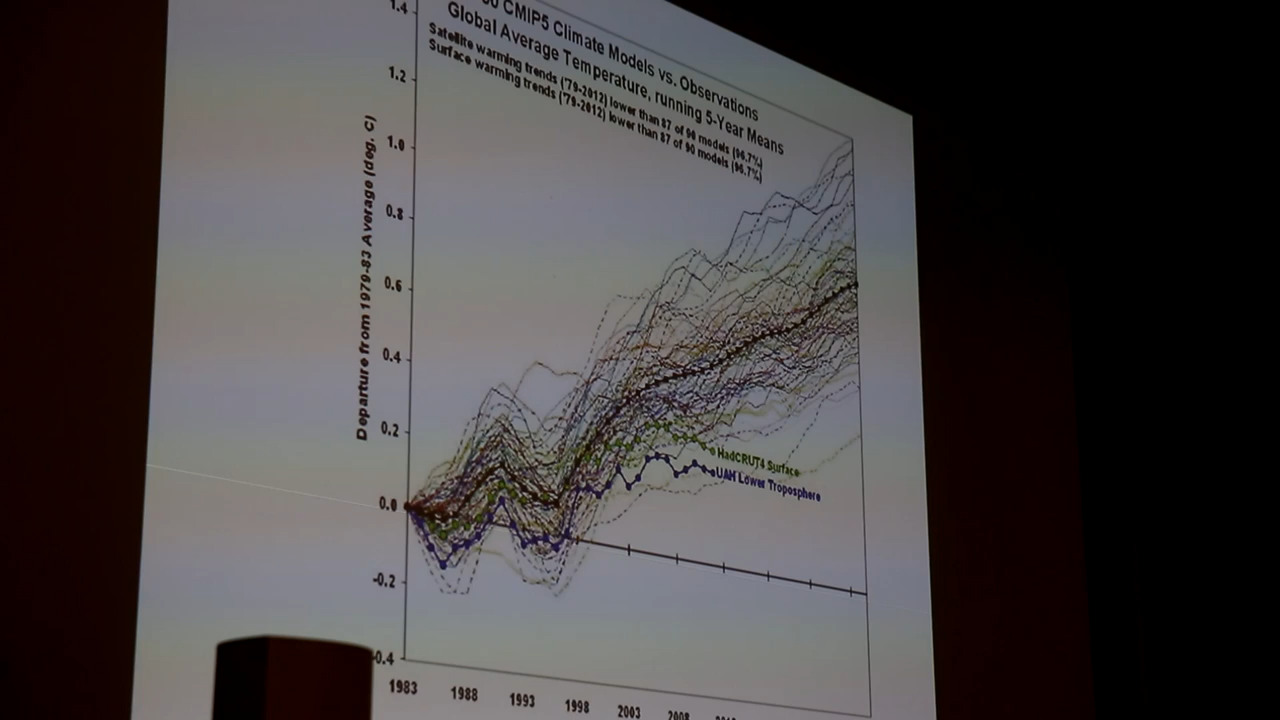 CMIP5 Climate Models vs. Observations
Global Average Temperature, running 5-Year Means
Satellite warming trends ('79-2012) lower than 87 of 90 models (96.7%)
Surface warming trends ('79-2012) lower than 87 of 90 models (96.7%)
Departure from 1979-83 Average (deg. C)
1.4
1.2
1.0
0.8
0.6
0.4
0.2
0.0
-0.2
-0.4
HadCRUT4 Surface
UAH Lower Troposphere
1983 1988 1993 1998 2003 2008